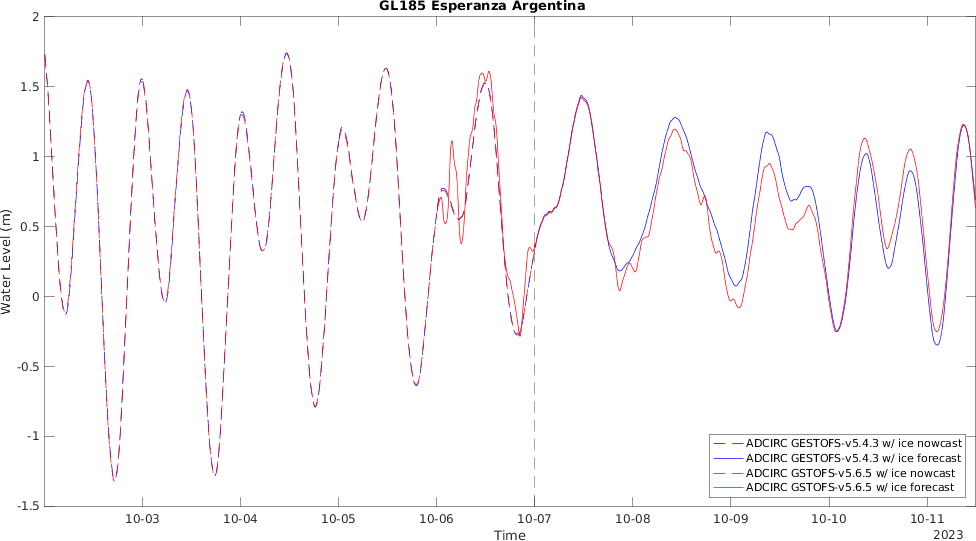 GL185 Esperanza Argentina
2
1.5
1
0.5
0
-0.5
-1
-1.5
Water Level (m)
10-03 10-04 10-05 10-06 10-07 10-08 10-09 10-10 10-11
Time
2023
ADCIRC GESTOFS-v5.4.3 w/ ice nowcast
ADCIRC GESTOFS-v5.4.3 w/ ice forecast
ADCIRC GSTOFS-v5.6.5 w/ ice nowcast
ADCIRC GSTOFS-v5.6.5 w/ ice forecast